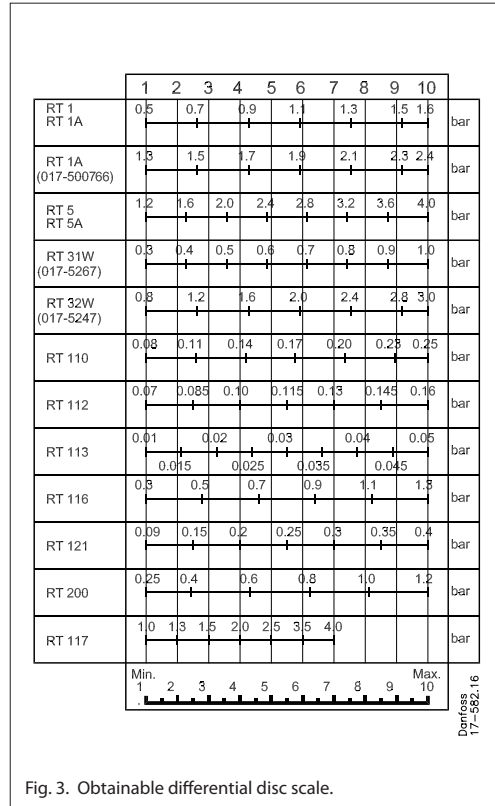 1 2 3 4 5 6 7 8 9 10
RT 1
RT 1A
0.5 0.7 0.9 1.1 1.3 1.5 1.6
bar
RT 1A
(017-500766)
1.3 1.5 1.7 1.9 2.1 2.3 2.4
bar
RT 5
RT 5A
1.2 1.6 2.0 2.4 2.8 3.2 3.6 4.0
bar
RT 31W
(017-5267)
0.3 0.4 0.5 0.6 0.7 0.8 0.9 1.0
bar
RT 32W
(017-5247)
0.8 1.2 1.6 2.0 2.4 2.8 3.0
bar
RT 110
0.08 0.11 0.14 0.17 0.20 0.23 0.25
bar
RT 112
0.07 0.085 0.10 0.115 0.13 0.145 0.16
bar
RT 113
0.01 0.02 0.03 0.04 0.05
0.015 0.025 0.035 0.045
bar
RT 116
0.3 0.5 0.7 0.9 1.1 1.3
bar
RT 121
0.09 0.15 0.2 0.25 0.3 0.35 0.4
bar
RT 200
0.25 0.4 0.6 0.8 1.0 1.2
bar
RT 117
1.0 1.3 1.5 2.0 2.5 3.5 4.0
bar
Min. Max.
1 2 3 4 5 6 7 8 9 10
Danfoss
17-582.16
Fig. 3. Obtainable differential disc scale.